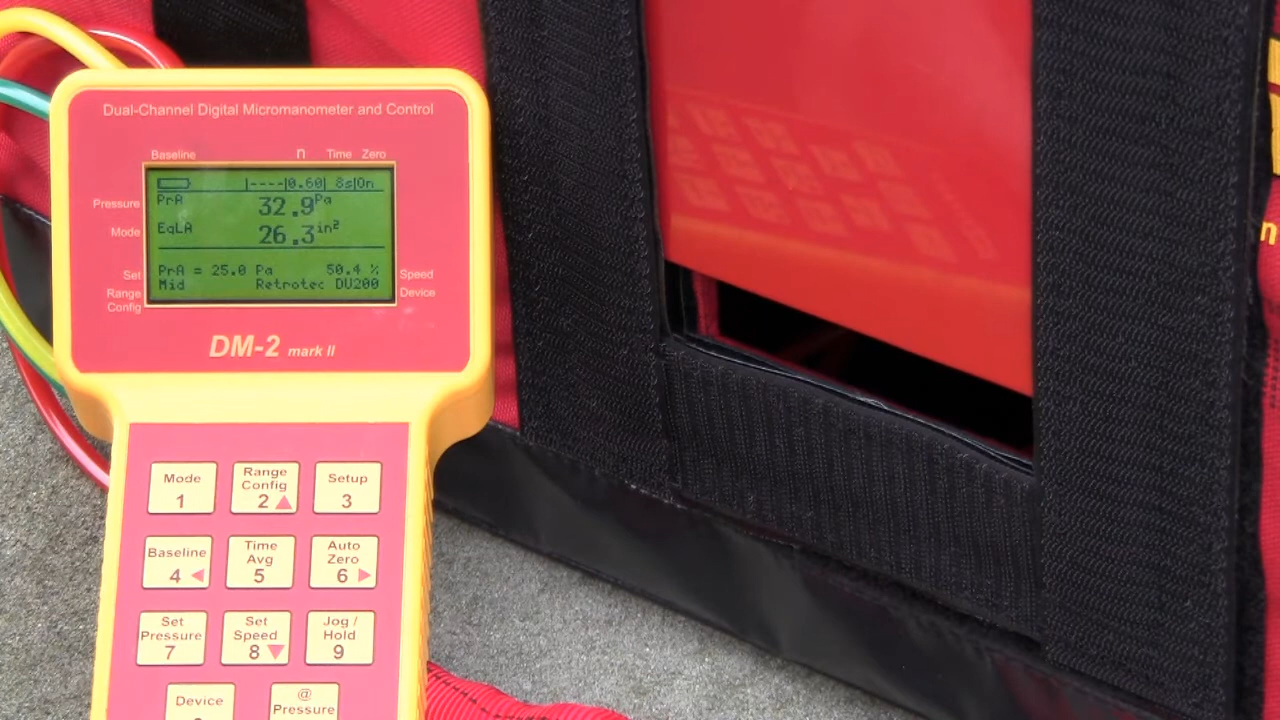 Dual-Channel Digital Micromanometer and Control
Baseline n Time Zero
|----|0.60| 8s|On
Pressure PrA 32.9 Pa
Mode EqLA 26.3 in²
Set PrA = 25.0 Pa 50.4 % Speed
Range Config Mid Retrotec DU200 Device
DM-2 mark II
Mode 1
Range Config 2
Setup 3
Baseline 4
Time Avg 5
Auto Zero 6
Set Pressure 7
Set Speed 8
Jog / Hold 9
Device
@ Pressure
n